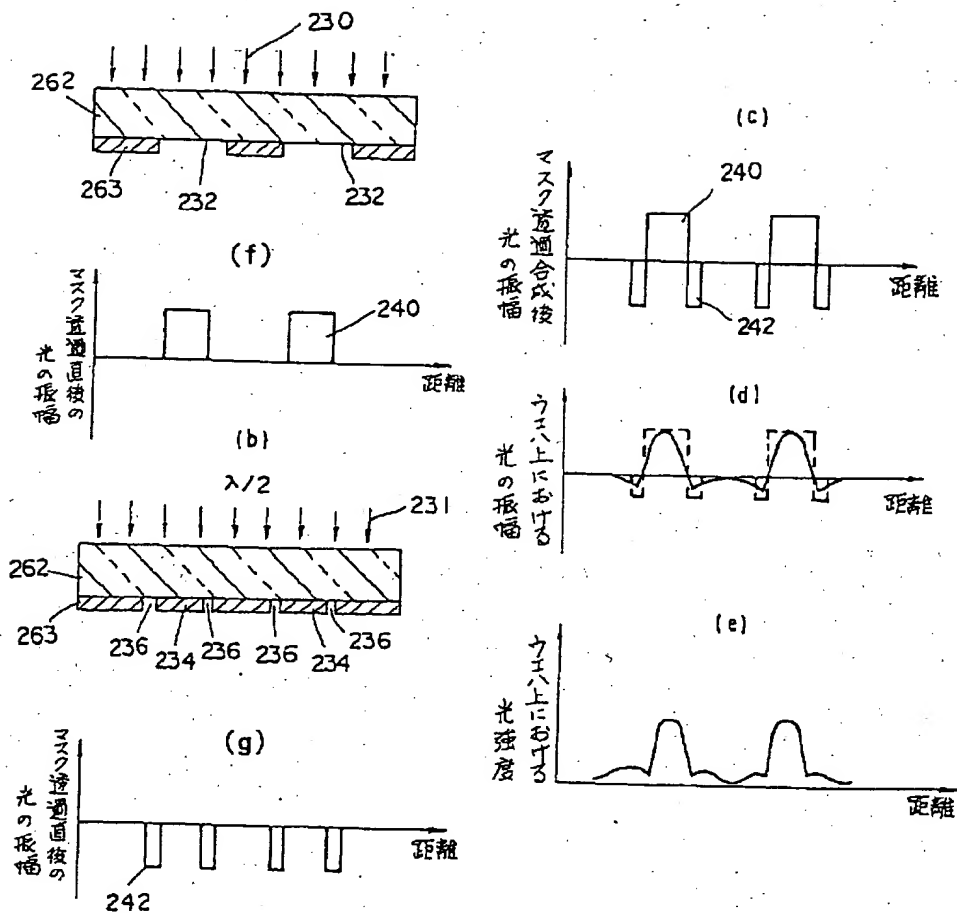 230
262
263
232
232
(f)
マスク透過直後の
光の振幅
240
距離
(b)
λ/2
231
262
263
236
234
236
236
234
236
(g)
マスク透過直後の
光の振幅
距離
242
(c)
マスク透過合成後
光の振幅
240
242
距離
(d)
ウエハ上における
光の振幅
距離
(e)
ウエハ上における
光強度
距離